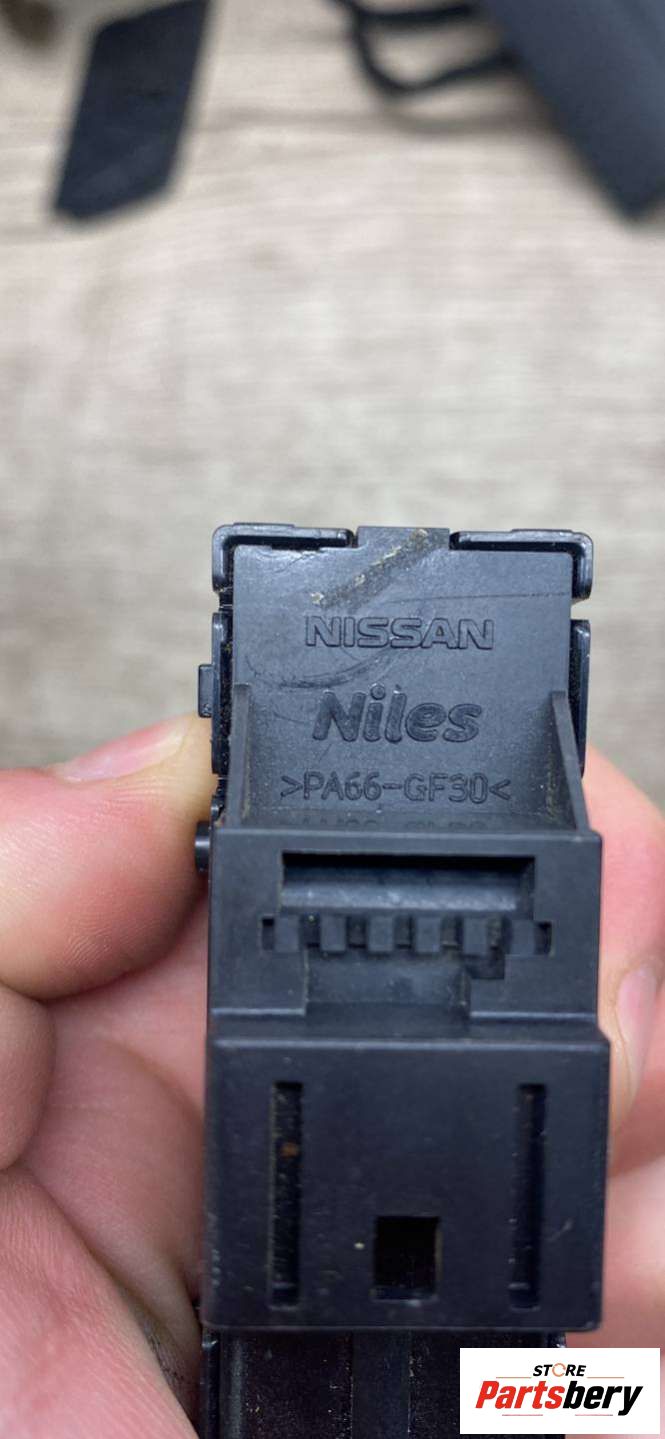 NISSAN
Niles
>PA66-GF30<
STORE
Partsbery